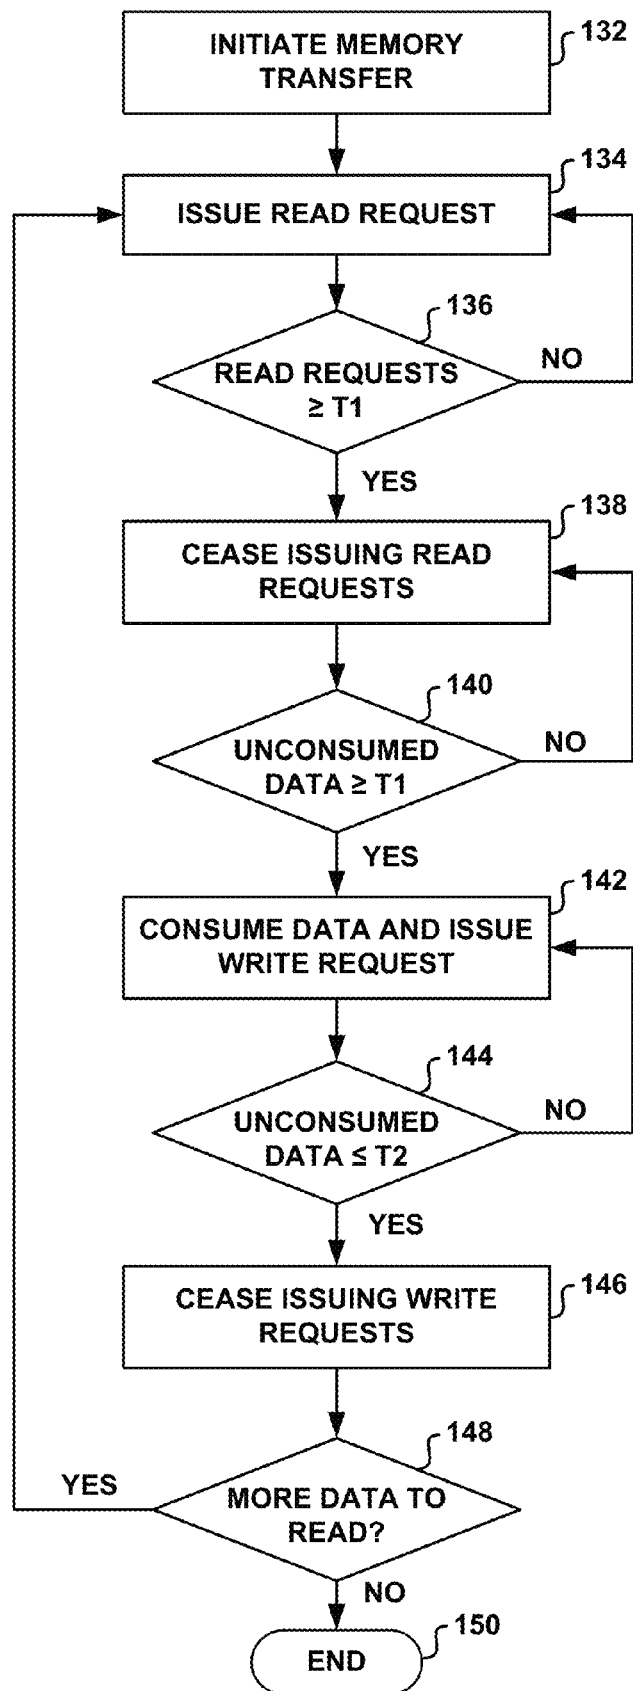 INITIATE MEMORY
TRANSFER
132
134
ISSUE READ REQUEST
136
READ REQUESTS
≥ T1
NO
YES
138
CEASE ISSUING READ
REQUESTS
140
UNCONSUMED
DATA ≥ T1
NO
YES
142
CONSUME DATA AND ISSUE
WRITE REQUEST
144
UNCONSUMED
DATA ≤ T2
NO
YES
146
CEASE ISSUING WRITE
REQUESTS
148
YES
MORE DATA TO
READ?
NO
150
END